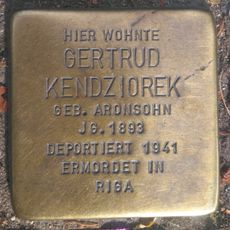 HIER WOHNTE
GERTRUD
KENDZIOREK
GEB. ARONSOHN
JG. 1893
DEPORTIERT 1941
ERMORDET IN
RIGA